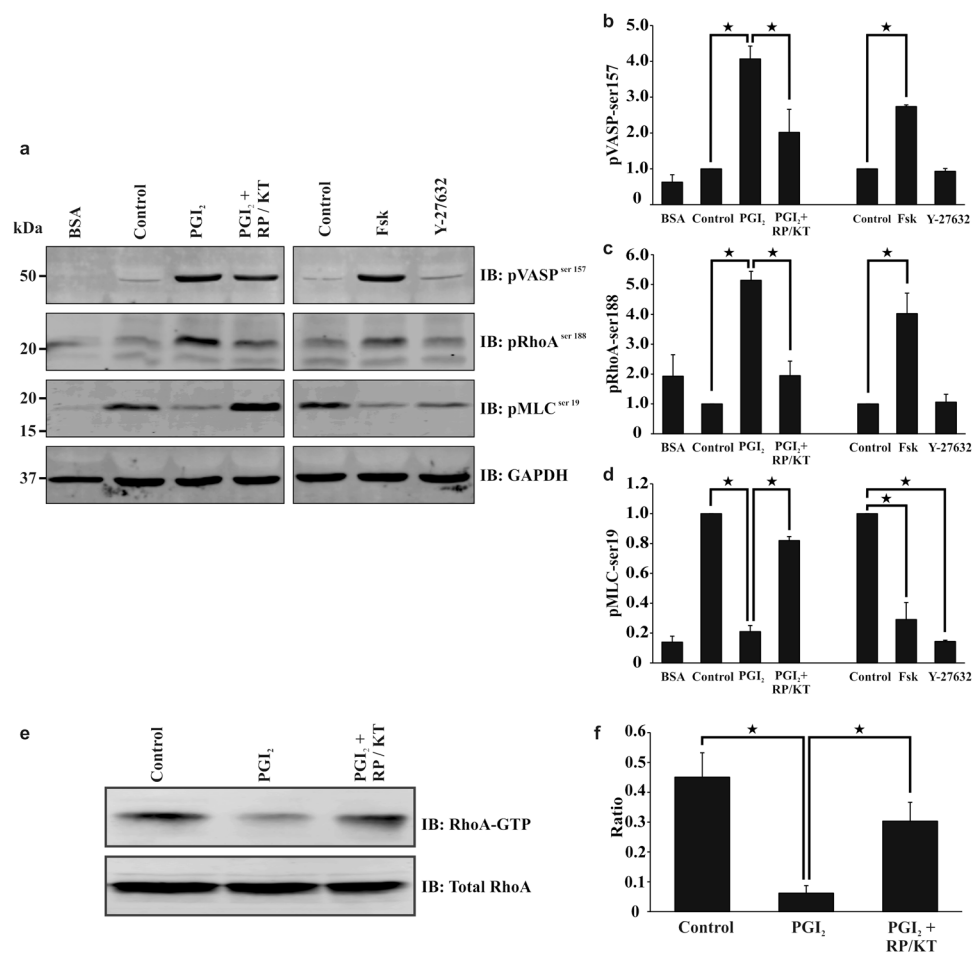 a
kDa
BSA
Control
PGI₂
PGI₂ +
RP / KT
Control
Fsk
Y-27632
50
IB: pVASP ser 157
20
IB: pRhoA ser 188
20
15
IB: pMLC ser 19
37
IB: GAPDH
b
pVASP-ser157
5.0
4.0
3.0
2.0
1.0
0
BSA
Control
PGI₂
PGI₂+
RP/KT
Control
Fsk
Y-27632
c
pRhoA-ser188
6.0
5.0
4.0
3.0
2.0
1.0
0
BSA
Control
PGI₂
PGI₂+
RP/KT
Control
Fsk
Y-27632
d
pMLC-ser19
1.2
1.0
0.8
0.6
0.4
0.2
0
BSA
Control
PGI₂
PGI₂+
RP/KT
Control
Fsk
Y-27632
e
Control
PGI₂
PGI₂ +
RP / KT
IB: RhoA-GTP
IB: Total RhoA
f
Ratio
0.6
0.5
0.4
0.3
0.2
0.1
0
Control
PGI₂
PGI₂ +
RP/KT